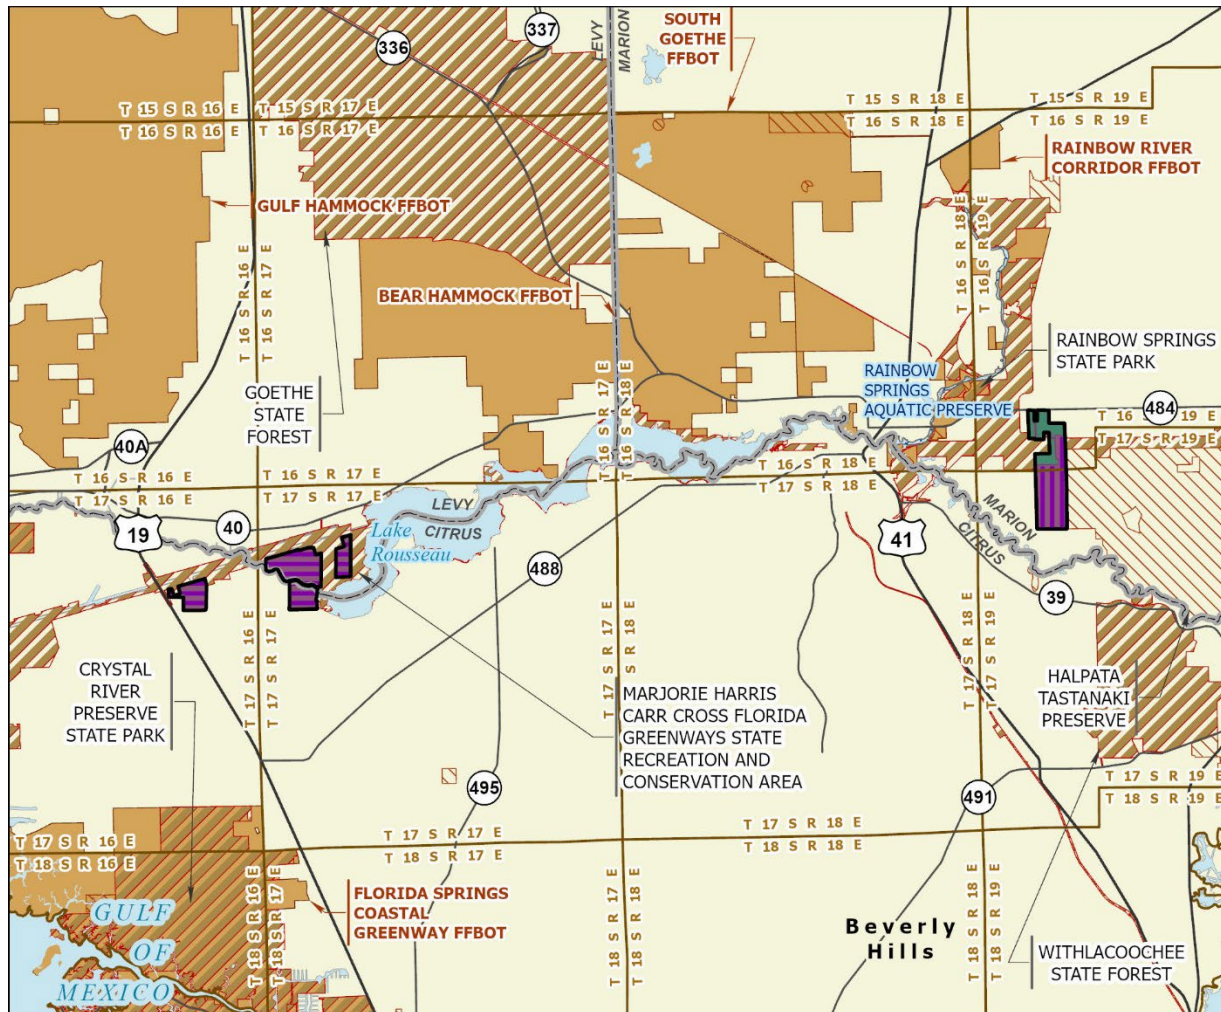 336
337
LEVY
MARION
SOUTH
GOETHE
FFBOT
T 15 S R 16 E
T 15 S R 17 E
T 16 S R 16 E
T 16 S R 17 E
T 15 S R 18 E
T 16 S R 18 E
T 15 S R 19 E
T 16 S R 19 E
RAINBOW RIVER
CORRIDOR FFBOT
GULF HAMMOCK FFBOT
T 16 S R 16 E
T 16 S R 17 E
T 16 S R 18 E
T 16 S R 19 E
BEAR HAMMOCK FFBOT
RAINBOW SPRINGS
STATE PARK
RAINBOW
SPRINGS
AQUATIC PRESERVE
GOETHE
STATE
FOREST
T 16 S R 17 E
T 16 S R 18 E
484
T 16 S R 19 E
T 17 S R 19 E
40A
T 16 S R 16 E
T 17 S R 16 E
T 16 S R 17 E
T 17 S R 17 E
T 16 S R 18 E
T 17 S R 18 E
LEVY
CITRUS
MARION
CITRUS
19
40
Lake
Rousseau
488
41
39
T 17 S R 16 E
T 17 S R 17 E
T 17 S R 17 E
T 17 S R 18 E
T 17 S R 18 E
T 17 S R 19 E
CRYSTAL
RIVER
PRESERVE
STATE PARK
MARJORIE HARRIS
CARR CROSS FLORIDA
GREENWAYS STATE
RECREATION AND
CONSERVATION AREA
HALPATA
TASTANAKI
PRESERVE
495
491
T 17 S R 19 E
T 18 S R 19 E
T 17 S R 16 E
T 18 S R 16 E
T 17 S R 17 E
T 18 S R 17 E
T 17 S R 18 E
T 18 S R 18 E
T 18 S R 16 E
T 18 S R 17 E
T 18 S R 17 E
T 18 S R 18 E
T 18 S R 18 E
T 18 S R 19 E
FLORIDA SPRINGS
COASTAL
GREENWAY FFBOT
GULF
OF
MEXICO
Beverly
Hills
WITHLACOOCHEE
STATE FOREST